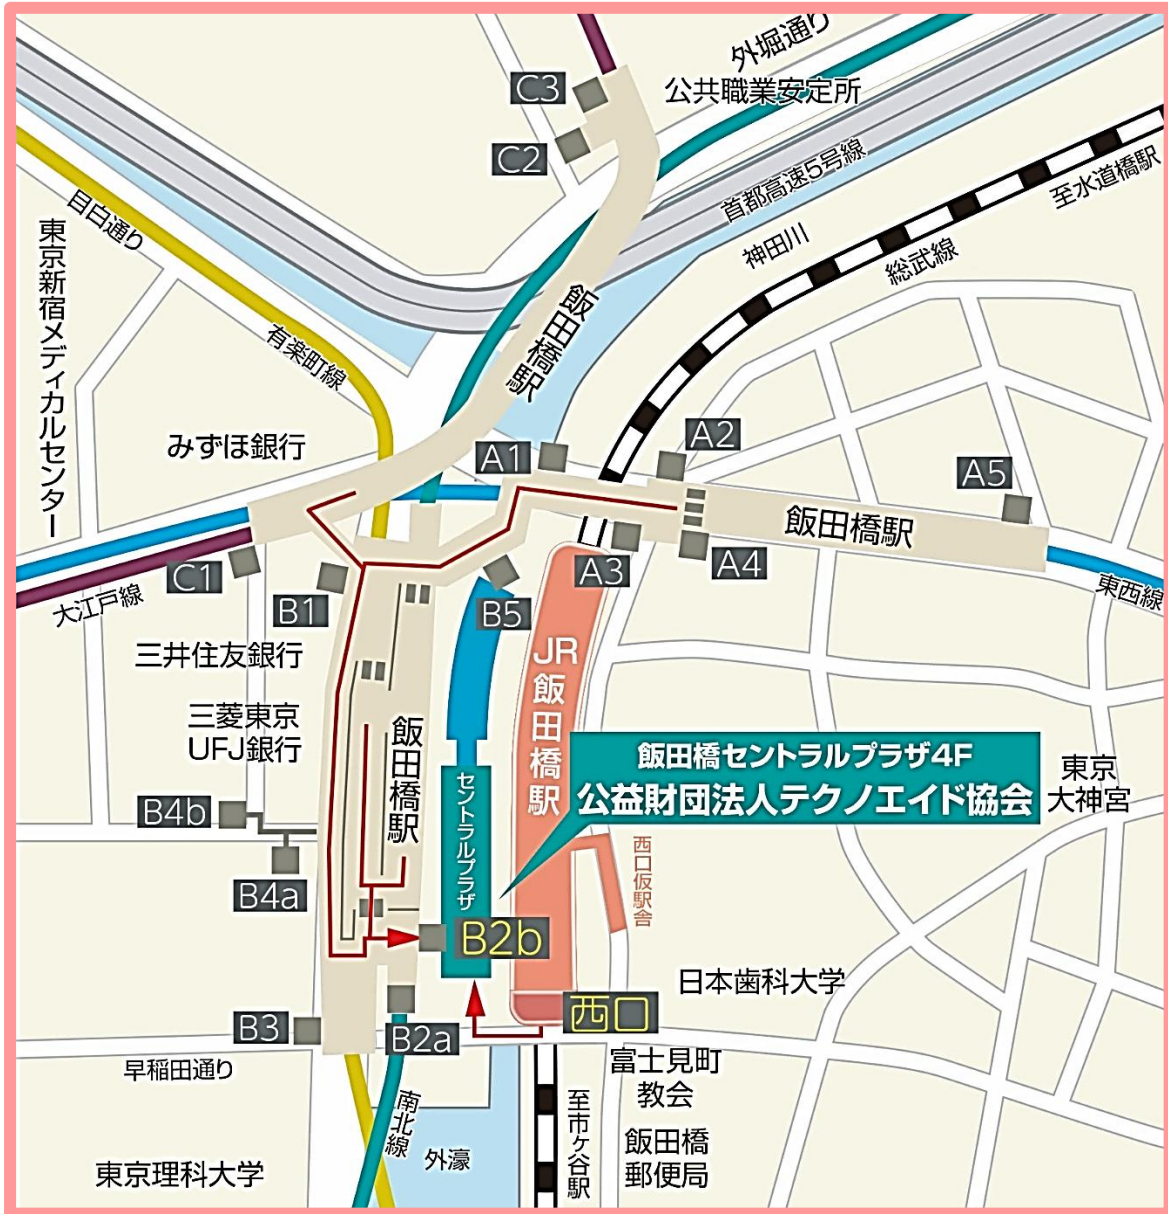 外堀通り
C3
公共職業安定所
C2
首都高速5号線
至水道橋駅
目白通り
神田川
総武線
東京新宿メディカルセンター
飯田橋駅
有楽町線
みずほ銀行
A1
A2
A5
飯田橋駅
C1
A3
A4
大江戸線
B1
B5
東西線
三井住友銀行
JR飯田橋駅
三菱東京
UFJ銀行
飯田橋駅
飯田橋セントラルプラザ4F
公益財団法人テクノエイド協会
東京
大神宮
セントラルプラザ
B4b
西口仮駅舎
B4a
B2b
日本歯科大学
西口
B3
B2a
早稲田通り
富士見町
教会
南北線
至市ヶ谷駅
飯田橋
郵便局
外濠
東京理科大学